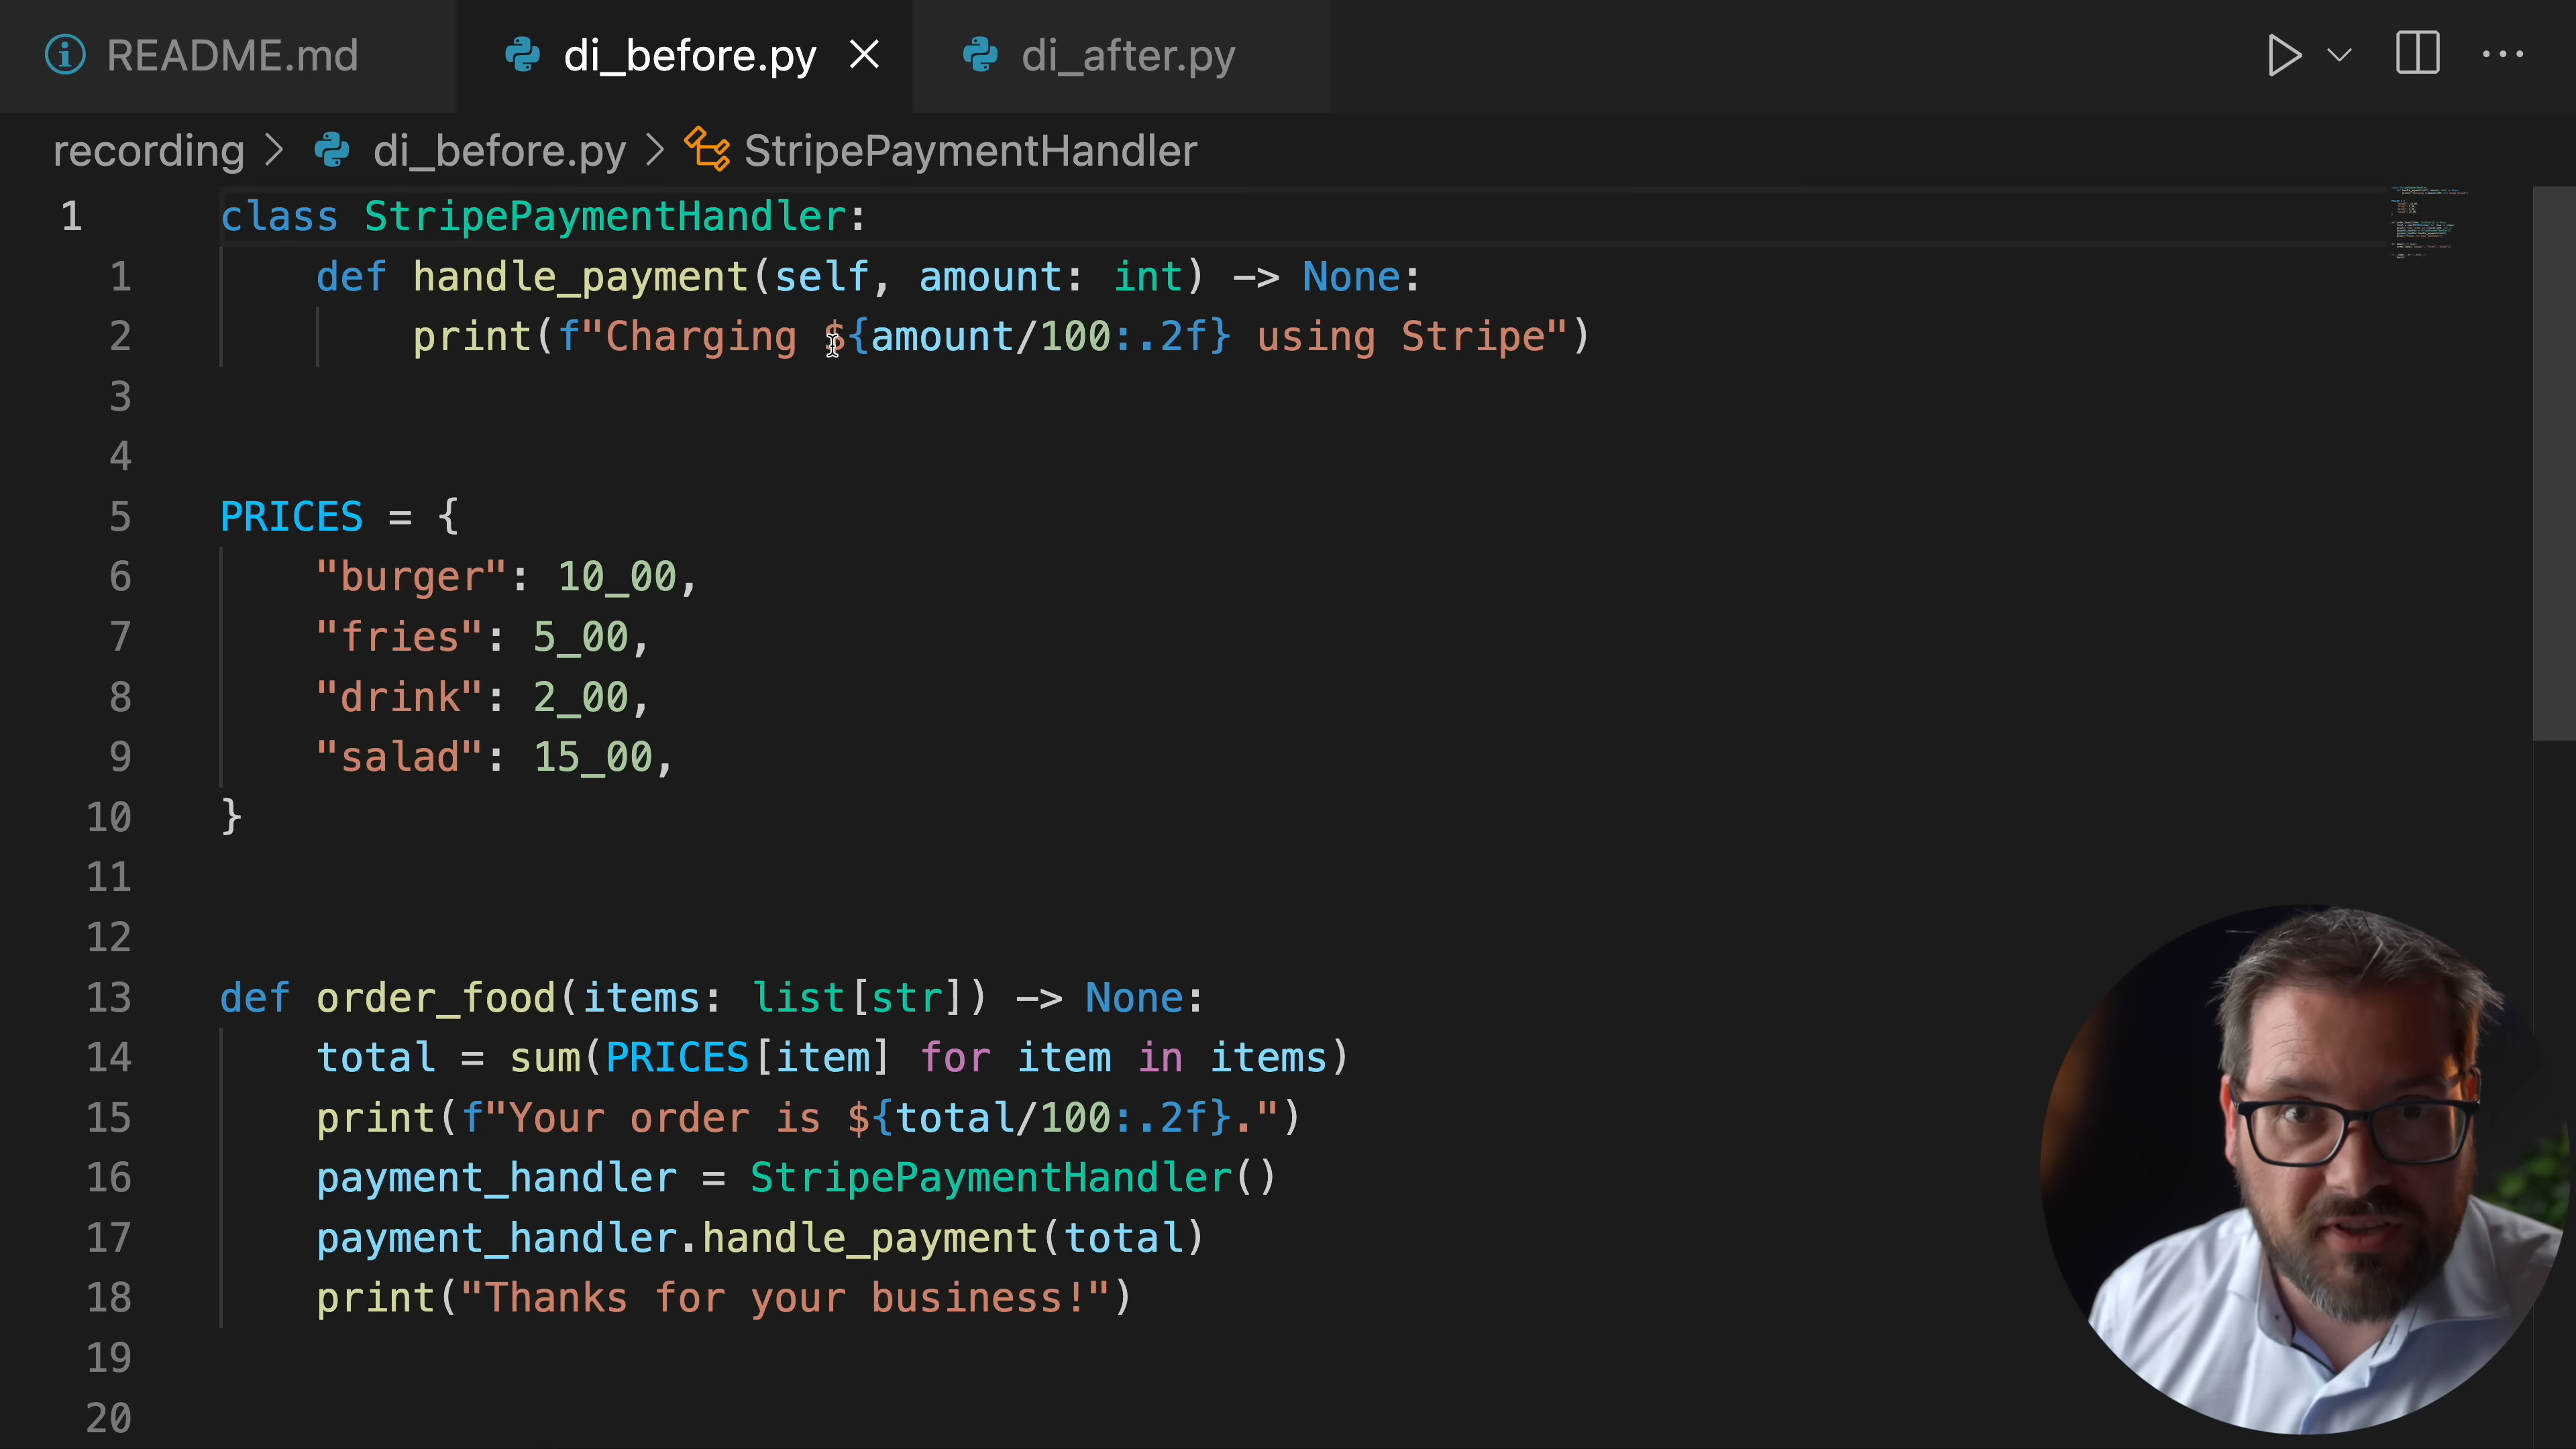 README.md di_before.py di_after.py
recording > di_before.py > StripePaymentHandler
1 class StripePaymentHandler:
1     def handle_payment(self, amount: int) -> None:
2         print(f"Charging ${amount/100:.2f} using Stripe")
3
4
5 PRICES = {
6     "burger": 10_00,
7     "fries": 5_00,
8     "drink": 2_00,
9     "salad": 15_00,
10 }
11
12
13 def order_food(items: list[str]) -> None:
14     total = sum(PRICES[item] for item in items)
15     print(f"Your order is ${total/100:.2f}.")
16     payment_handler = StripePaymentHandler()
17     payment_handler.handle_payment(total)
18     print("Thanks for your business!")
19
20